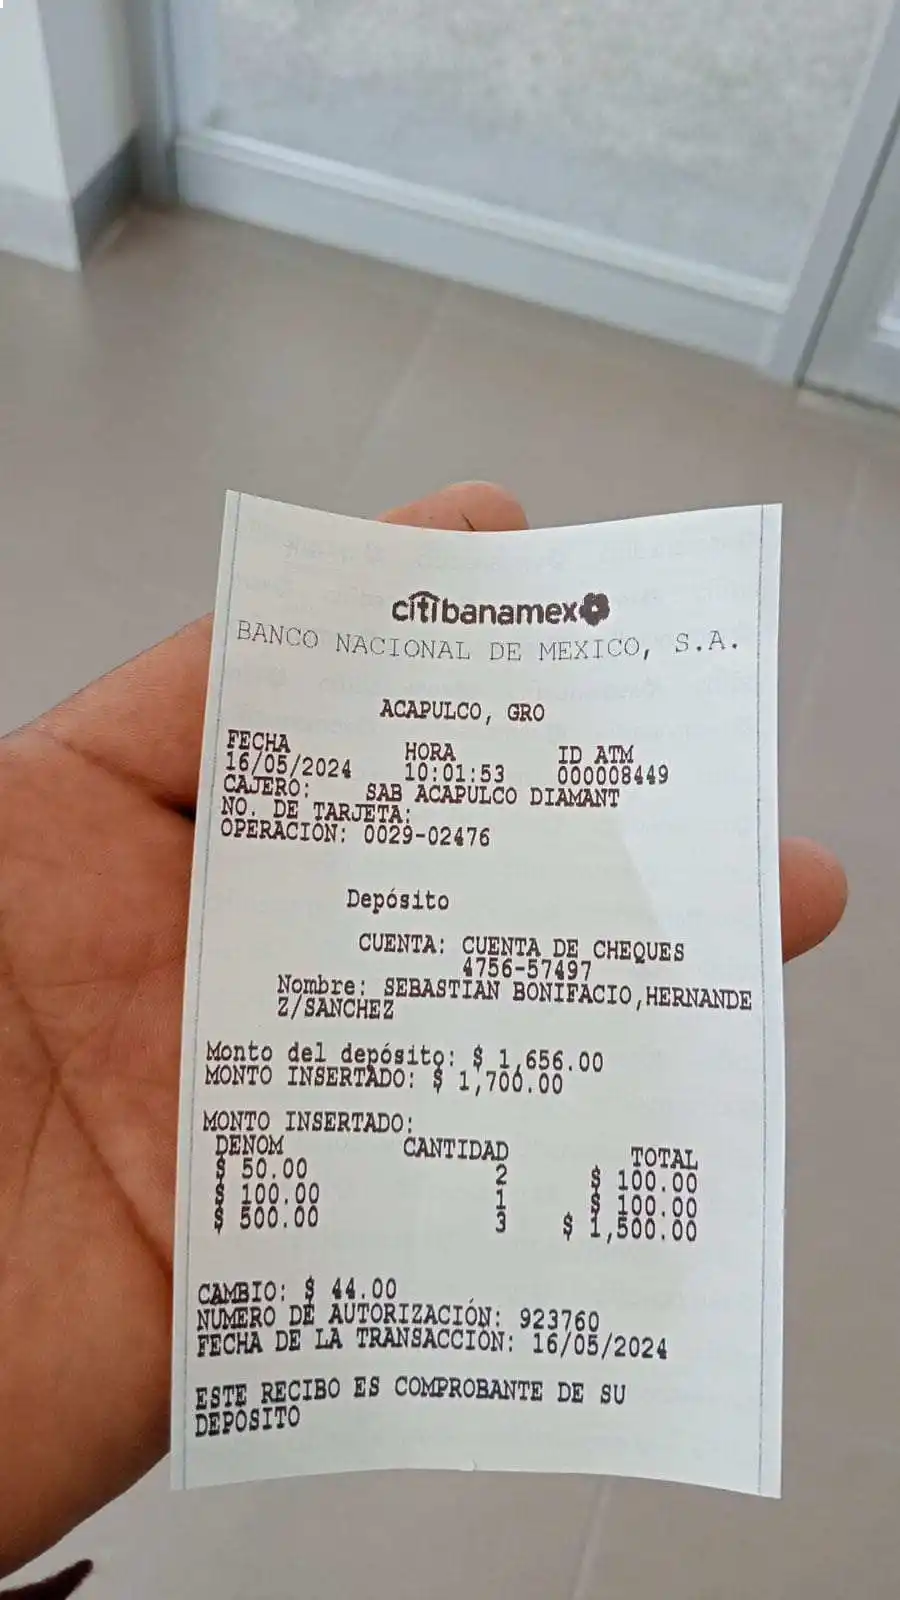 citibanamex
BANCO NACIONAL DE MEXICO, S.A.
ACAPULCO, GRO
FECHA HORA ID ATM
16/05/2024 10:01:53 000008449
CAJERO: SAB ACAPULCO DIAMANT
NO. DE TARJETA:
OPERACIÓN: 0029-02476
Depósito
CUENTA: CUENTA DE CHEQUES
4756-57497
Nombre: SEBASTIAN BONIFACIO,HERNANDE
Z/SANCHEZ
Monto del depósito: $ 1,656.00
MONTO INSERTADO: $ 1,700.00
MONTO INSERTADO:
DENOM CANTIDAD TOTAL
$ 50.00 2 $ 100.00
$ 100.00 1 $ 100.00
$ 500.00 3 $ 1,500.00
CAMBIO: $ 44.00
NUMERO DE AUTORIZACIÓN: 923760
FECHA DE LA TRANSACCIÓN: 16/05/2024
ESTE RECIBO ES COMPROBANTE DE SU
DEPÓSITO